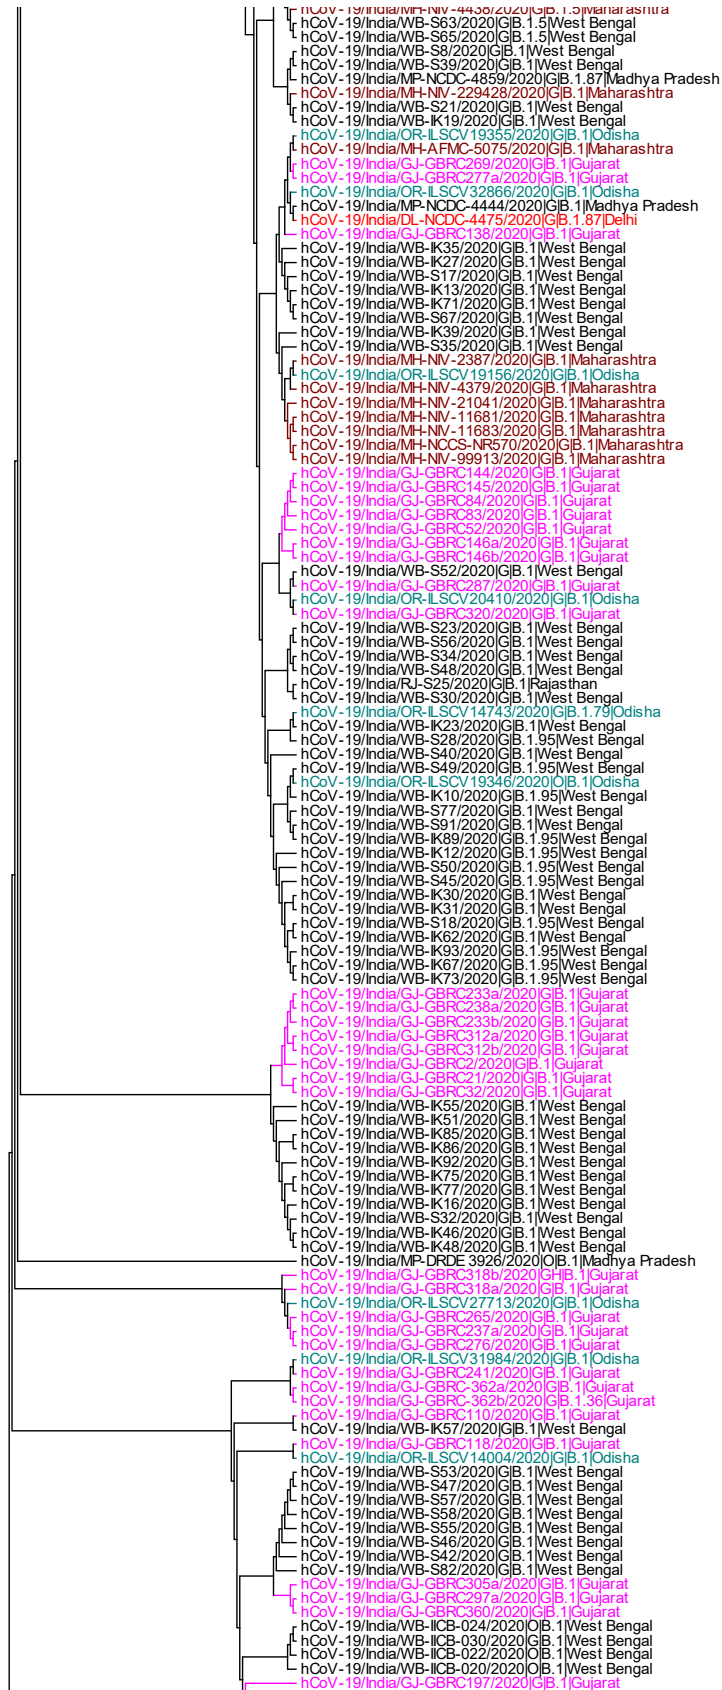 hCoV-19/India/MH-NIV-4438/2020|G|B.1.5|Maharashtra
hCoV-19/India/WB-S63/2020|G|B.1.5|West Bengal
hCoV-19/India/WB-S65/2020|G|B.1.5|West Bengal
hCoV-19/India/WB-S8/2020|G|B.1|West Bengal
hCoV-19/India/WB-S39/2020|G|B.1|West Bengal
hCoV-19/India/MP-NCDC-4859/2020|G|B.1.87|Madhya Pradesh
hCoV-19/India/MH-NIV-229428/2020|G|B.1|Maharashtra
hCoV-19/India/WB-S21/2020|G|B.1|West Bengal
hCoV-19/India/WB-IK19/2020|G|B.1|West Bengal
hCoV-19/India/OR-ILSCV19355/2020|G|B.1|Odisha
hCoV-19/India/MH-AFMC-5075/2020|G|B.1|Maharashtra
hCoV-19/India/GJ-GBRC269/2020|G|B.1|Gujarat
hCoV-19/India/GJ-GBRC277a/2020|G|B.1|Gujarat
hCoV-19/India/OR-ILSCV32866/2020|G|B.1|Odisha
hCoV-19/India/MP-NCDC-4444/2020|G|B.1|Madhya Pradesh
hCoV-19/India/DL-NCDC-4475/2020|G|B.1.87|Delhi
hCoV-19/India/GJ-GBRC138/2020|G|B.1|Gujarat
hCoV-19/India/WB-IK35/2020|G|B.1|West Bengal
hCoV-19/India/WB-IK27/2020|G|B.1|West Bengal
hCoV-19/India/WB-S17/2020|G|B.1|West Bengal
hCoV-19/India/WB-IK13/2020|G|B.1|West Bengal
hCoV-19/India/WB-IK71/2020|G|B.1|West Bengal
hCoV-19/India/WB-S67/2020|G|B.1|West Bengal
hCoV-19/India/WB-IK39/2020|G|B.1|West Bengal
hCoV-19/India/WB-S35/2020|G|B.1|West Bengal
hCoV-19/India/MH-NIV-2387/2020|G|B.1|Maharashtra
hCoV-19/India/OR-ILSCV19156/2020|G|B.1|Odisha
hCoV-19/India/MH-NIV-4379/2020|G|B.1|Maharashtra
hCoV-19/India/MH-NIV-21041/2020|G|B.1|Maharashtra
hCoV-19/India/MH-NIV-11681/2020|G|B.1|Maharashtra
hCoV-19/India/MH-NIV-11683/2020|G|B.1|Maharashtra
hCoV-19/India/MH-NCCS-NR570/2020|G|B.1|Maharashtra
hCoV-19/India/MH-NIV-99913/2020|G|B.1|Maharashtra
hCoV-19/India/GJ-GBRC144/2020|G|B.1|Gujarat
hCoV-19/India/GJ-GBRC145/2020|G|B.1|Gujarat
hCoV-19/India/GJ-GBRC84/2020|G|B.1|Gujarat
hCoV-19/India/GJ-GBRC83/2020|G|B.1|Gujarat
hCoV-19/India/GJ-GBRC52/2020|G|B.1|Gujarat
hCoV-19/India/GJ-GBRC146a/2020|G|B.1|Gujarat
hCoV-19/India/GJ-GBRC146b/2020|G|B.1|Gujarat
hCoV-19/India/WB-S52/2020|G|B.1|West Bengal
hCoV-19/India/GJ-GBRC287/2020|G|B.1|Gujarat
hCoV-19/India/OR-ILSCV20410/2020|G|B.1|Odisha
hCoV-19/India/GJ-GBRC320/2020|G|B.1|Gujarat
hCoV-19/India/WB-S23/2020|G|B.1|West Bengal
hCoV-19/India/WB-S56/2020|G|B.1|West Bengal
hCoV-19/India/WB-S34/2020|G|B.1|West Bengal
hCoV-19/India/WB-S48/2020|G|B.1|West Bengal
hCoV-19/India/RJ-S25/2020|G|B.1|Rajasthan
hCoV-19/India/WB-S30/2020|G|B.1|West Bengal
hCoV-19/India/OR-ILSCV14743/2020|G|B.1.79|Odisha
hCoV-19/India/WB-IK23/2020|G|B.1|West Bengal
hCoV-19/India/WB-S28/2020|G|B.1.95|West Bengal
hCoV-19/India/WB-S40/2020|G|B.1|West Bengal
hCoV-19/India/WB-S49/2020|G|B.1.95|West Bengal
hCoV-19/India/OR-ILSCV19346/2020|O|B.1|Odisha
hCoV-19/India/WB-IK10/2020|G|B.1.95|West Bengal
hCoV-19/India/WB-S77/2020|G|B.1|West Bengal
hCoV-19/India/WB-S91/2020|G|B.1|West Bengal
hCoV-19/India/WB-IK89/2020|G|B.1.95|West Bengal
hCoV-19/India/WB-IK12/2020|G|B.1.95|West Bengal
hCoV-19/India/WB-S50/2020|G|B.1.95|West Bengal
hCoV-19/India/WB-S45/2020|G|B.1.95|West Bengal
hCoV-19/India/WB-IK30/2020|G|B.1|West Bengal
hCoV-19/India/WB-IK31/2020|G|B.1|West Bengal
hCoV-19/India/WB-S18/2020|G|B.1.95|West Bengal
hCoV-19/India/WB-IK62/2020|G|B.1|West Bengal
hCoV-19/India/WB-IK93/2020|G|B.1.95|West Bengal
hCoV-19/India/WB-IK67/2020|G|B.1.95|West Bengal
hCoV-19/India/WB-IK73/2020|G|B.1.95|West Bengal
hCoV-19/India/GJ-GBRC233a/2020|G|B.1|Gujarat
hCoV-19/India/GJ-GBRC238a/2020|G|B.1|Gujarat
hCoV-19/India/GJ-GBRC233b/2020|G|B.1|Gujarat
hCoV-19/India/GJ-GBRC312a/2020|G|B.1|Gujarat
hCoV-19/India/GJ-GBRC312b/2020|G|B.1|Gujarat
hCoV-19/India/GJ-GBRC2/2020|G|B.1|Gujarat
hCoV-19/India/GJ-GBRC21/2020|G|B.1|Gujarat
hCoV-19/India/GJ-GBRC32/2020|G|B.1|Gujarat
hCoV-19/India/WB-IK55/2020|G|B.1|West Bengal
hCoV-19/India/WB-IK51/2020|G|B.1|West Bengal
hCoV-19/India/WB-IK85/2020|G|B.1|West Bengal
hCoV-19/India/WB-IK86/2020|G|B.1|West Bengal
hCoV-19/India/WB-IK92/2020|G|B.1|West Bengal
hCoV-19/India/WB-IK75/2020|G|B.1|West Bengal
hCoV-19/India/WB-IK77/2020|G|B.1|West Bengal
hCoV-19/India/WB-IK16/2020|G|B.1|West Bengal
hCoV-19/India/WB-S32/2020|G|B.1|West Bengal
hCoV-19/India/WB-IK46/2020|G|B.1|West Bengal
hCoV-19/India/WB-IK48/2020|G|B.1|West Bengal
hCoV-19/India/MP-DRDE 3926/2020|O|B.1|Madhya Pradesh
hCoV-19/India/GJ-GBRC318b/2020|GH|B.1|Gujarat
hCoV-19/India/GJ-GBRC318a/2020|G|B.1|Gujarat
hCoV-19/India/OR-ILSCV27713/2020|G|B.1|Odisha
hCoV-19/India/GJ-GBRC265/2020|G|B.1|Gujarat
hCoV-19/India/GJ-GBRC237a/2020|G|B.1|Gujarat
hCoV-19/India/GJ-GBRC276/2020|G|B.1|Gujarat
hCoV-19/India/OR-ILSCV31984/2020|G|B.1|Odisha
hCoV-19/India/GJ-GBRC241/2020|G|B.1|Gujarat
hCoV-19/India/GJ-GBRC-362a/2020|G|B.1|Gujarat
hCoV-19/India/GJ-GBRC-362b/2020|G|B.1.36|Gujarat
hCoV-19/India/GJ-GBRC110/2020|G|B.1|Gujarat
hCoV-19/India/WB-IK57/2020|G|B.1|West Bengal
hCoV-19/India/GJ-GBRC118/2020|G|B.1|Gujarat
hCoV-19/India/OR-ILSCV14004/2020|G|B.1|Odisha
hCoV-19/India/WB-S53/2020|G|B.1|West Bengal
hCoV-19/India/WB-S47/2020|G|B.1|West Bengal
hCoV-19/India/WB-S57/2020|G|B.1|West Bengal
hCoV-19/India/WB-S58/2020|G|B.1|West Bengal
hCoV-19/India/WB-S55/2020|G|B.1|West Bengal
hCoV-19/India/WB-S46/2020|G|B.1|West Bengal
hCoV-19/India/WB-S42/2020|G|B.1|West Bengal
hCoV-19/India/WB-S82/2020|G|B.1|West Bengal
hCoV-19/India/GJ-GBRC305a/2020|G|B.1|Gujarat
hCoV-19/India/GJ-GBRC297a/2020|G|B.1|Gujarat
hCoV-19/India/GJ-GBRC360/2020|G|B.1|Gujarat
hCoV-19/India/WB-IICB-024/2020|O|B.1|West Bengal
hCoV-19/India/WB-IICB-030/2020|G|B.1|West Bengal
hCoV-19/India/WB-IICB-022/2020|O|B.1|West Bengal
hCoV-19/India/WB-IICB-020/2020|O|B.1|West Bengal
hCoV-19/India/GJ-GBRC197/2020|G|B.1|Gujarat